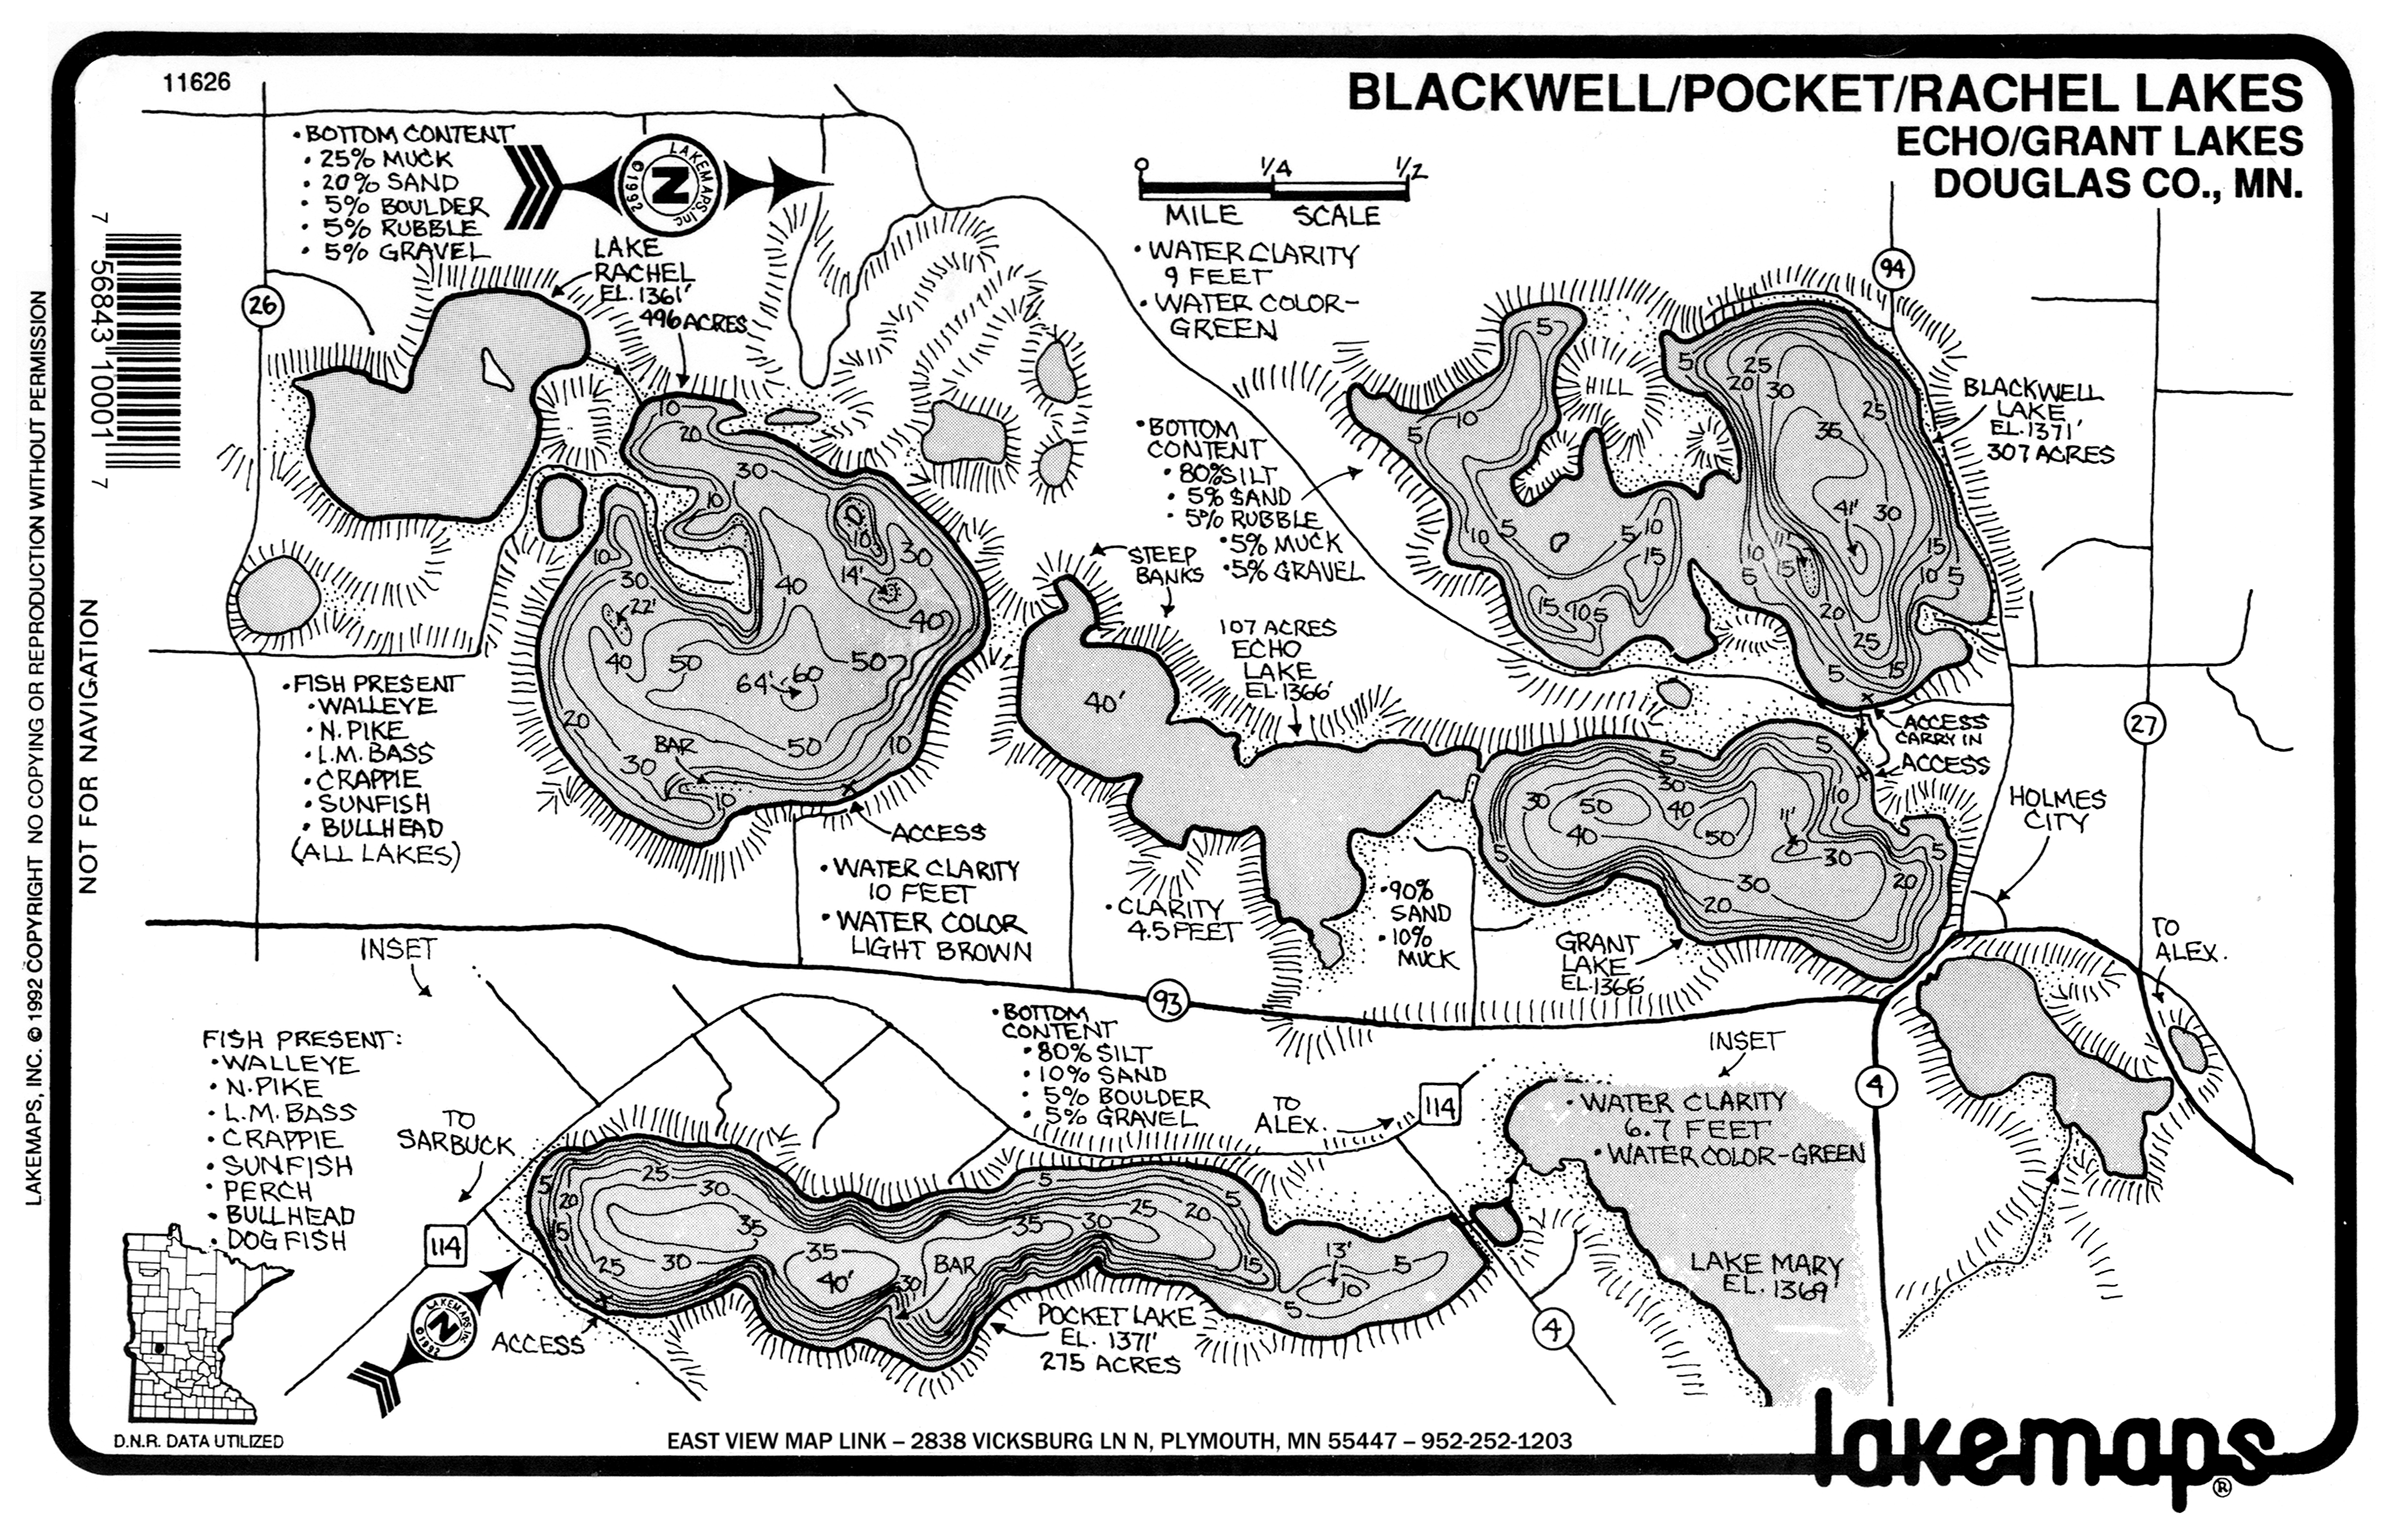 11626
BLACKWELL/POCKET/RACHEL LAKES
ECHO/GRANT LAKES
DOUGLAS CO., MN.
• BOTTOM CONTENT
• 25% MUCK
• 20% SAND
• 5% BOULDER
• 5% RUBBLE
• 5% GRAVEL
LAKEMAPS, Inc.
©1992
N
LAKE
RACHEL
EL. 1361'
496 ACRES
0 1/4 1/2
MILE SCALE
• WATER CLARITY
9 FEET
• WATER COLOR-
GREEN
26
94
HILL
BLACKWELL
LAKE
EL. 1371'
307 ACRES
• BOTTOM
CONTENT
• 80% SILT
• 5% SAND
• 5% RUBBLE
• 5% MUCK
• 5% GRAVEL
5
10
5
10
5
5
10
15
15 10 5
5
25
20
30
25
36
41'
30
10
11'
15
5
15
10 5
20
25
15
5
10
20
30
10
10
30
14'
30
40
40
10
30
22'
40
50
64'
60
50
20
BAR
50
10
30
10
STEEP
BANKS
107 ACRES
ECHO
LAKE
EL. 1366'
40'
• FISH PRESENT
• WALLEYE
• N. PIKE
• L.M. BASS
• CRAPPIE
• SUNFISH
• BULLHEAD
(ALL LAKES)
ACCESS
CARRY IN
ACCESS
27
HOLMES
CITY
ACCESS
• WATER CLARITY
10 FEET
• WATER COLOR
LIGHT BROWN
• CLARITY
4.5 FEET
• 90%
SAND
• 10%
MUCK
5
5
30
30
50
40
10
11'
40
50
5
30
5
30
20
20
GRANT
LAKE
EL. 1366'
TO
ALEX.
INSET
93
• BOTTOM
CONTENT
• 80% SILT
• 10% SAND
• 5% BOULDER
• 5% GRAVEL
INSET
4
FISH PRESENT:
• WALLEYE
• N. PIKE
• L.M. BASS
• CRAPPIE
• SUNFISH
• PERCH
• BULLHEAD
• DOGFISH
TO
SARBUCK
TO
ALEX.
114
• WATER CLARITY
6.7 FEET
• WATER COLOR-GREEN
LAKE MARY
EL. 1369'
114
5
25
30
20
15
35
35
40'
30
25
30
BAR
5
35
30
25
20
5
15
13'
10
5
5
ACCESS
POCKET LAKE
EL. 1371'
275 ACRES
4
LAKEMAPS, Inc.
©1992
N
D.N.R. DATA UTILIZED
EAST VIEW MAP LINK – 2838 VICKSBURG LN N, PLYMOUTH, MN 55447 – 952-252-1203
lakemaps®
7 56843 10001 7
NOT FOR NAVIGATION
LAKEMAPS, INC. © 1992 COPYRIGHT NO COPYING OR REPRODUCTION WITHOUT PERMISSION